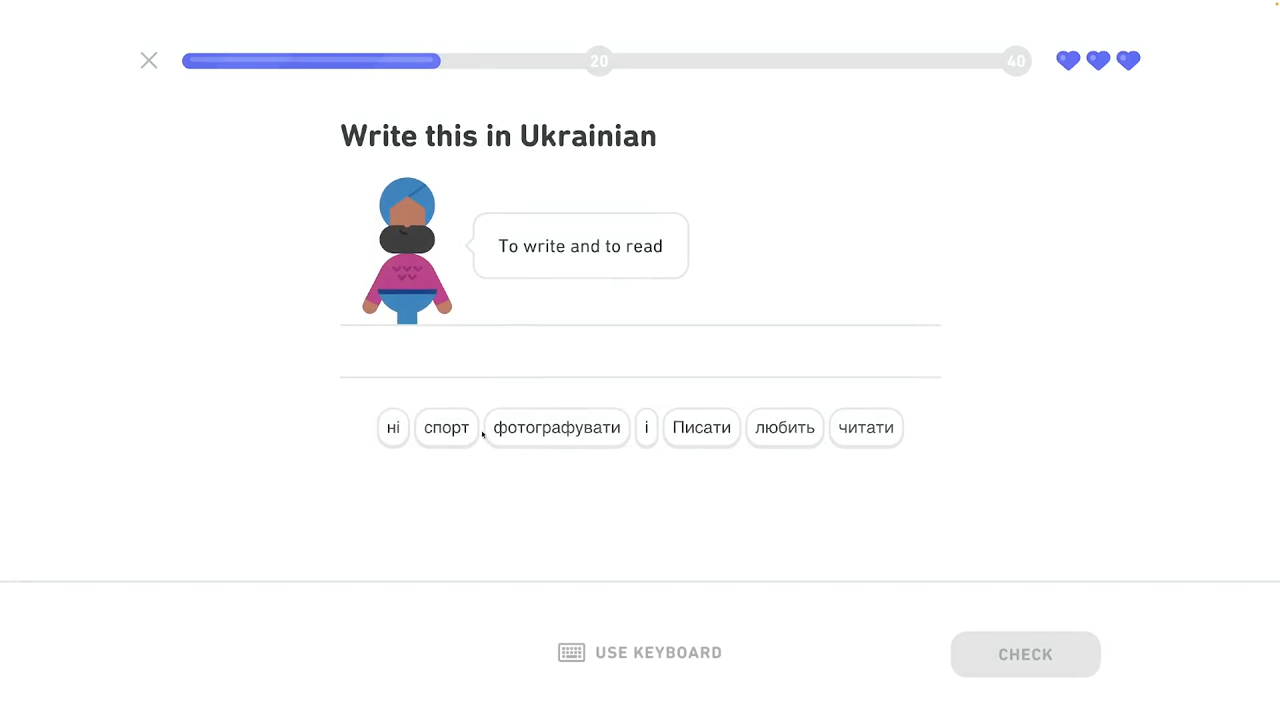 20
40
Write this in Ukrainian
To write and to read
ні спорт фотографувати і Писати любить читати
USE KEYBOARD
CHECK